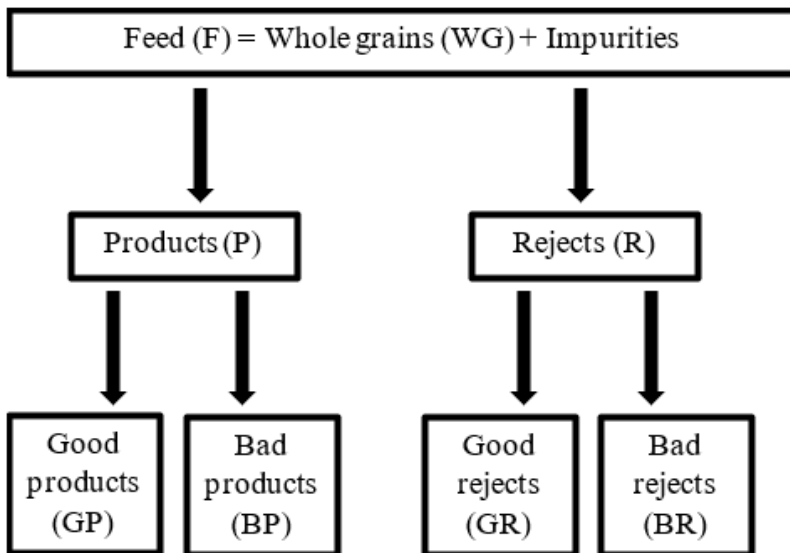 Feed (F) = Whole grains (WG) + Impurities
Products (P)
Rejects (R)
Good
products
(GP)
Bad
products
(BP)
Good
rejects
(GR)
Bad
rejects
(BR)